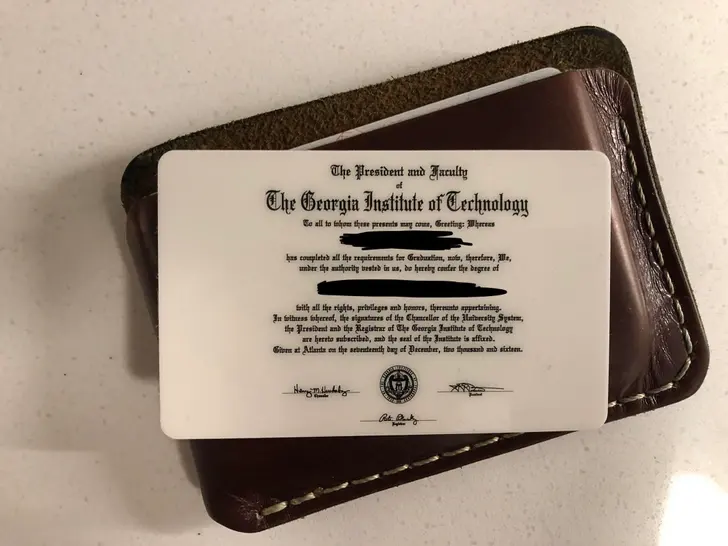 The President and Faculty
of
The Georgia Institute of Technology
To all to whom these presents may come, Greeting: Whereas
has completed all the requirements for Graduation, now, therefore, We,
under the authority vested in us, do hereby confer the degree of
with all the rights, privileges and honors, thereunto appertaining.
In witness whereof, the signatures of the Chancellor of the University System,
the President and the Registrar of The Georgia Institute of Technology
are hereto subscribed, and the seal of the Institute is affixed.
Given at Atlanta on the seventeenth day of December, two thousand and sixteen.
Chancellor
President
Registrar